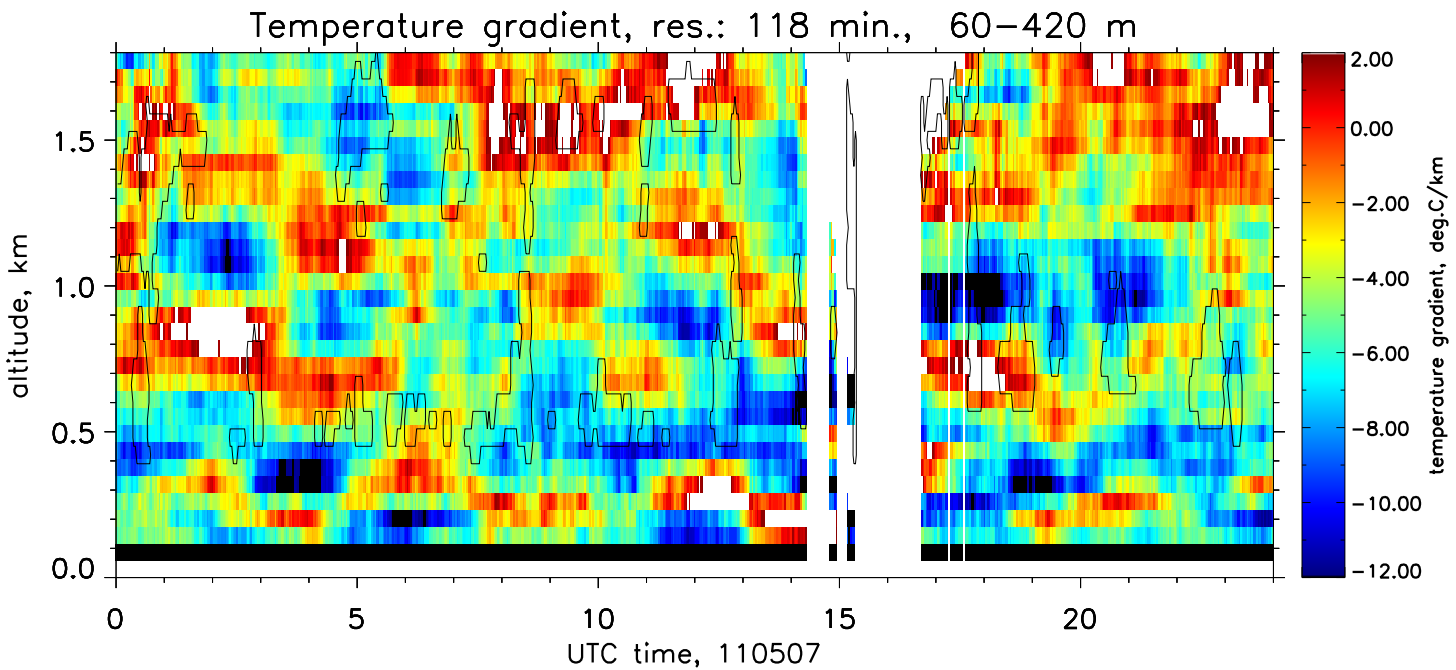 Temperature gradient, res.: 118 min., 60-420 m
altitude, km
1.5
1.0
0.5
0.0
0 5 10 15 20
UTC time, 110507
2.00
0.00
-2.00
-4.00
-6.00
-8.00
-10.00
-12.00
temperature gradient, deg.C/km